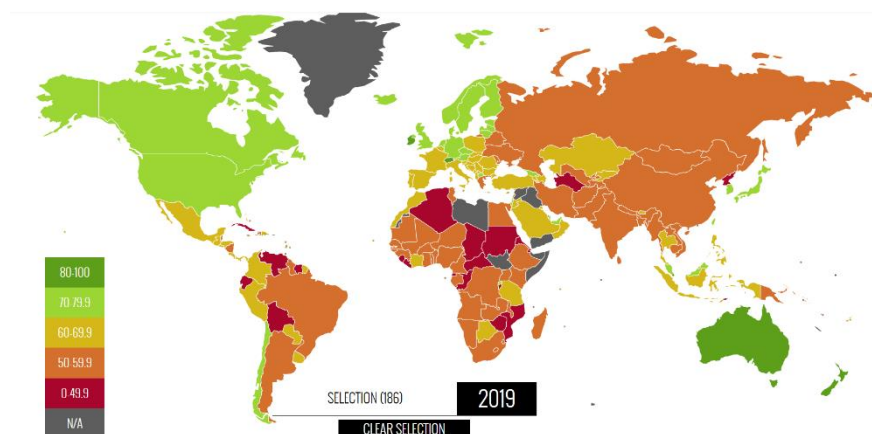 80-100
70-79.9
60-69.9
50-59.9
0-49.9
N/A
SELECTION (186)
2019
CLEAR SELECTION